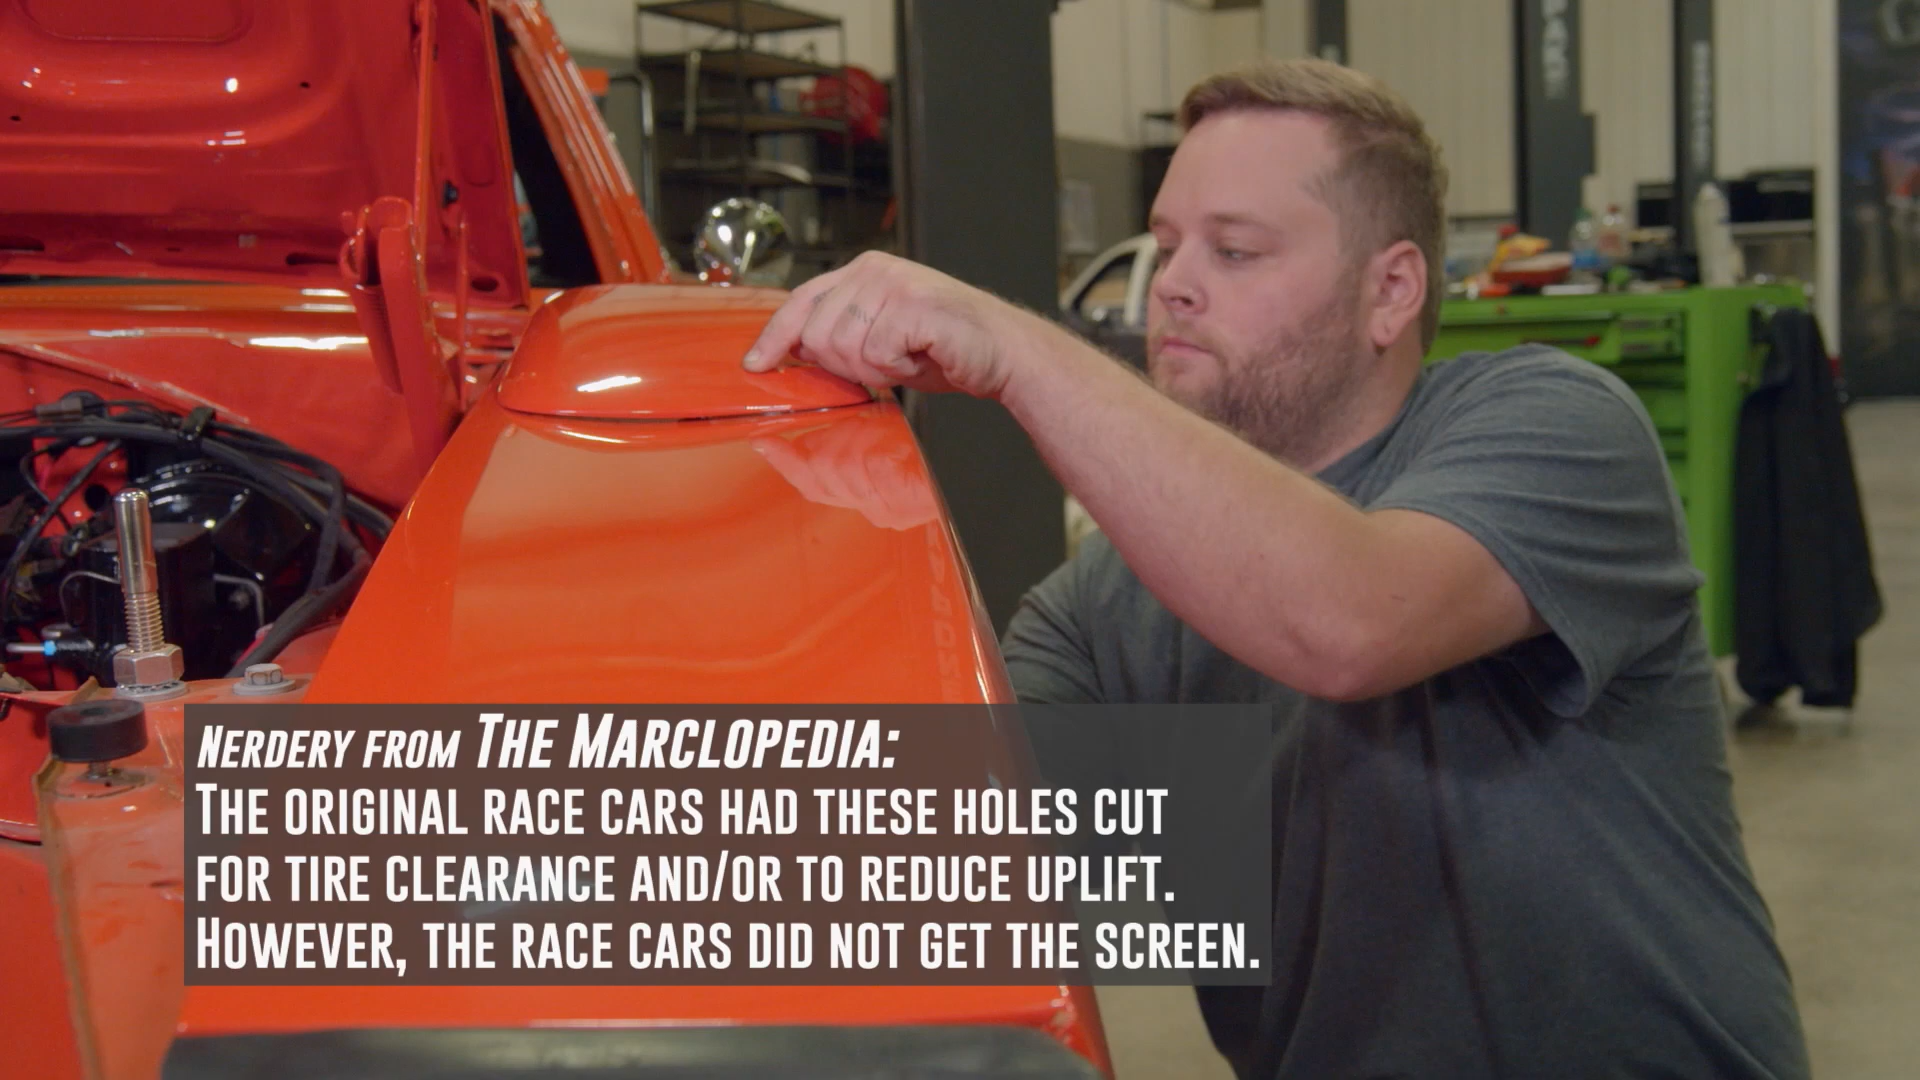 Nerdery from The Marclopedia:
The original race cars had these holes cut
for tire clearance and/or to reduce uplift.
However, the race cars did not get the screen.